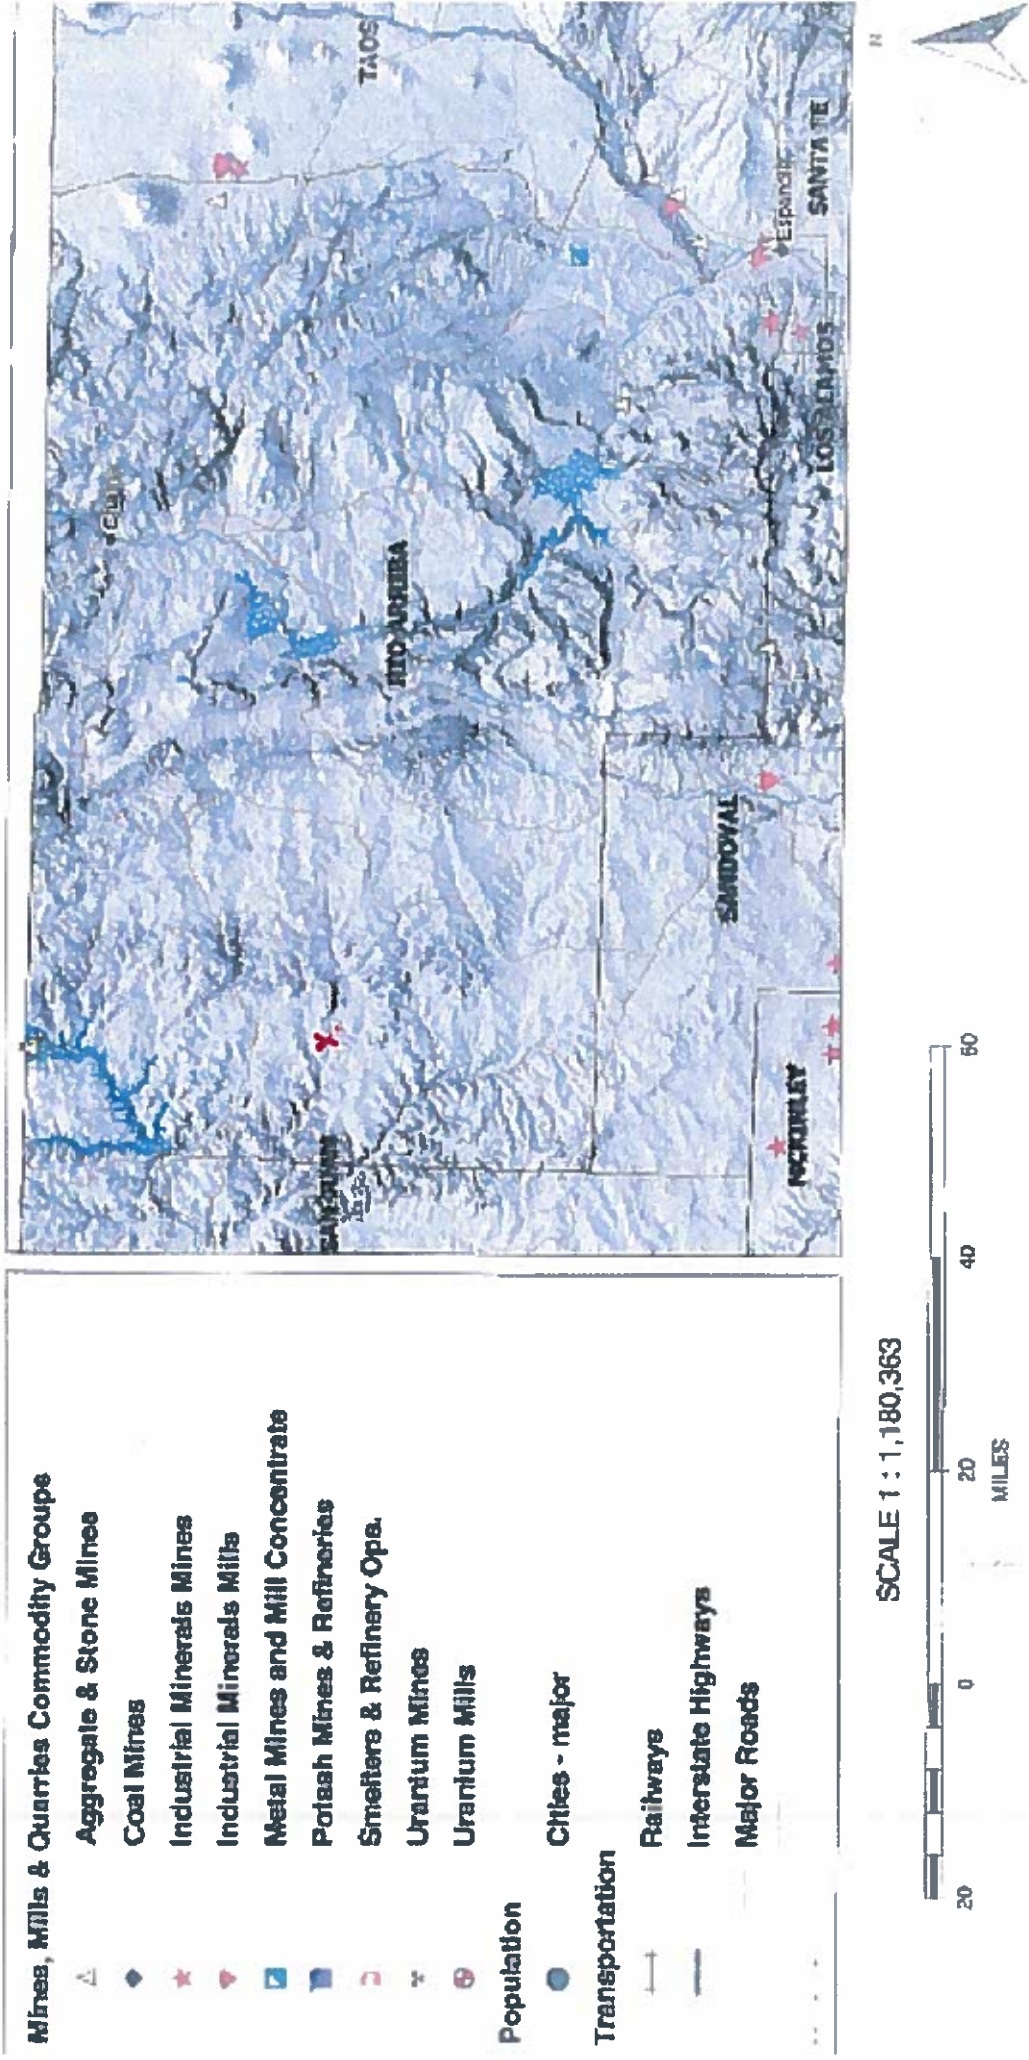 Mines, Mills & Quarries Commodity Groups
Aggregate & Stone Mines
Coal Mines
Industrial Minerals Mines
Industrial Minerals Mills
Metal Mines and Mill Concentrate
Potash Mines & Refineries
Smelters & Refinery Ops.
Uranium Mines
Uranium Mills
Population
Cities - major
Transportation
Railways
Interstate Highways
Major Roads
SAN JUAN
RIO ARRIBA
TAOS
MCKINLEY
SANDOVAL
LOS ALAMOS
SANTA FE
SCALE 1 : 1,180,363
20 0 20 40 60
MILES
N